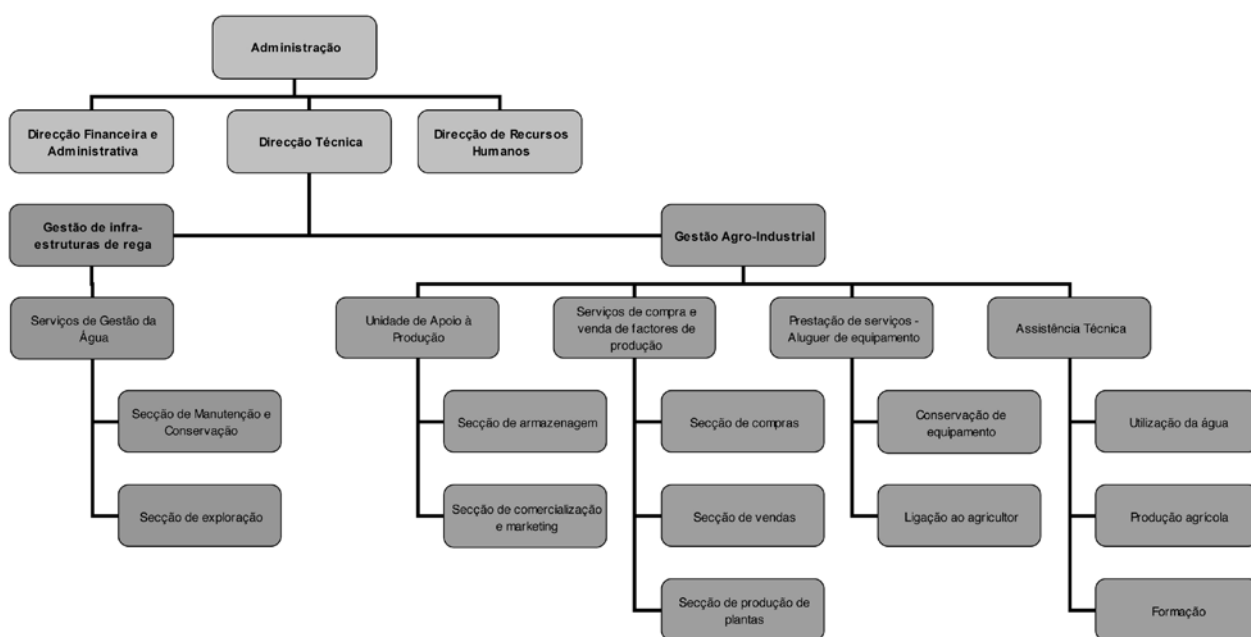 Administração
Direcção Financeira e
Administrativa
Direcção Técnica
Direcção de Recursos
Humanos
Gestão de infra-
estruturas de rega
Gestão Agro-Industrial
Serviços de Gestão da
Água
Unidade de Apoio à
Produção
Serviços de compra e
venda de factores de
produção
Prestação de serviços -
Aluguer de equipamento
Assistência Técnica
Secção de Manutenção e
Conservação
Secção de armazenagem
Secção de compras
Conservação de
equipamento
Utilização da água
Secção de exploração
Secção de comercialização
e marketing
Secção de vendas
Ligação ao agricultor
Produção agrícola
Secção de produção de
plantas
Formação